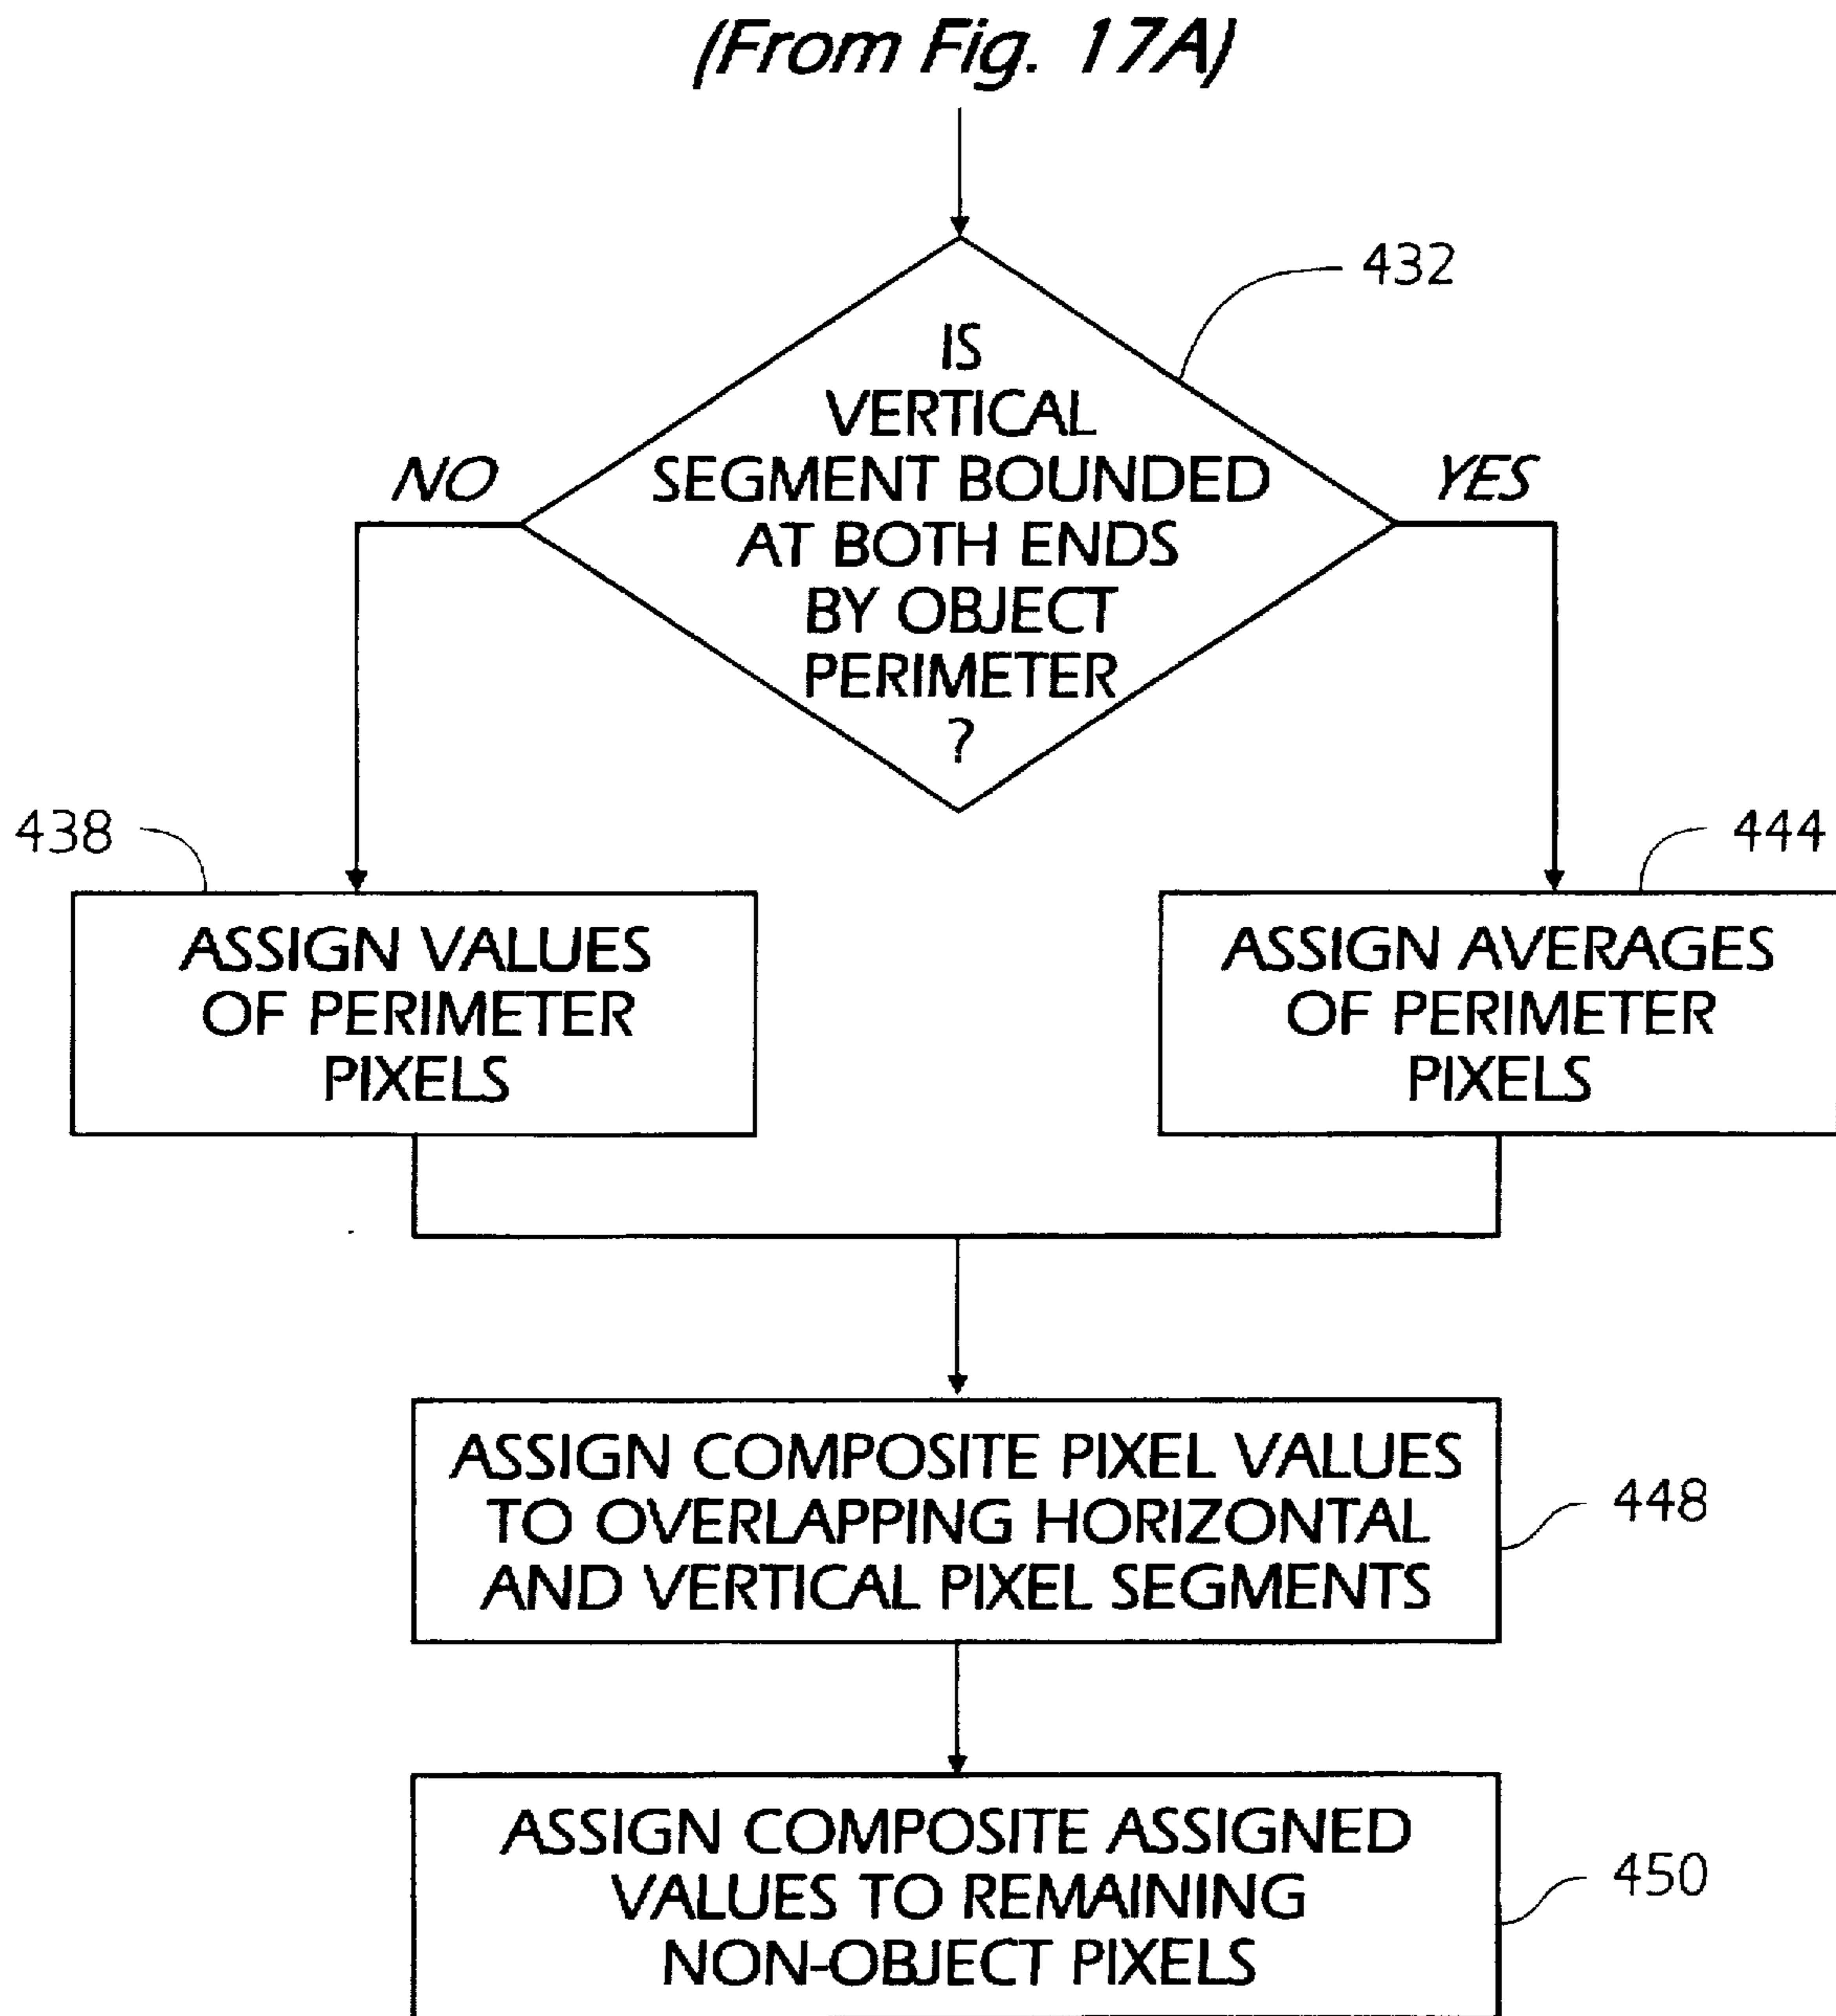 (From Fig. 17A)
432
IS
VERTICAL
SEGMENT BOUNDED
AT BOTH ENDS
BY OBJECT
PERIMETER
?
NO
YES
438
444
ASSIGN VALUES
OF PERIMETER
PIXELS
ASSIGN AVERAGES
OF PERIMETER
PIXELS
ASSIGN COMPOSITE PIXEL VALUES
TO OVERLAPPING HORIZONTAL
AND VERTICAL PIXEL SEGMENTS
448
ASSIGN COMPOSITE ASSIGNED
VALUES TO REMAINING
NON-OBJECT PIXELS
450